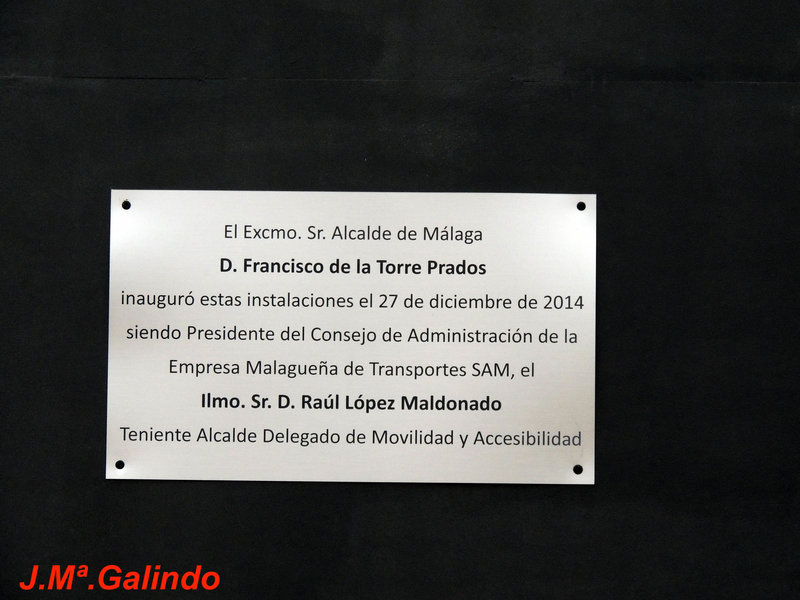 El Excmo. Sr. Alcalde de Málaga
D. Francisco de la Torre Prados
inauguró estas instalaciones el 27 de diciembre de 2014
siendo Presidente del Consejo de Administración de la
Empresa Malagueña de Transportes SAM, el
Ilmo. Sr. D. Raúl López Maldonado
Teniente Alcalde Delegado de Movilidad y Accesibilidad
J.Mª.Galindo